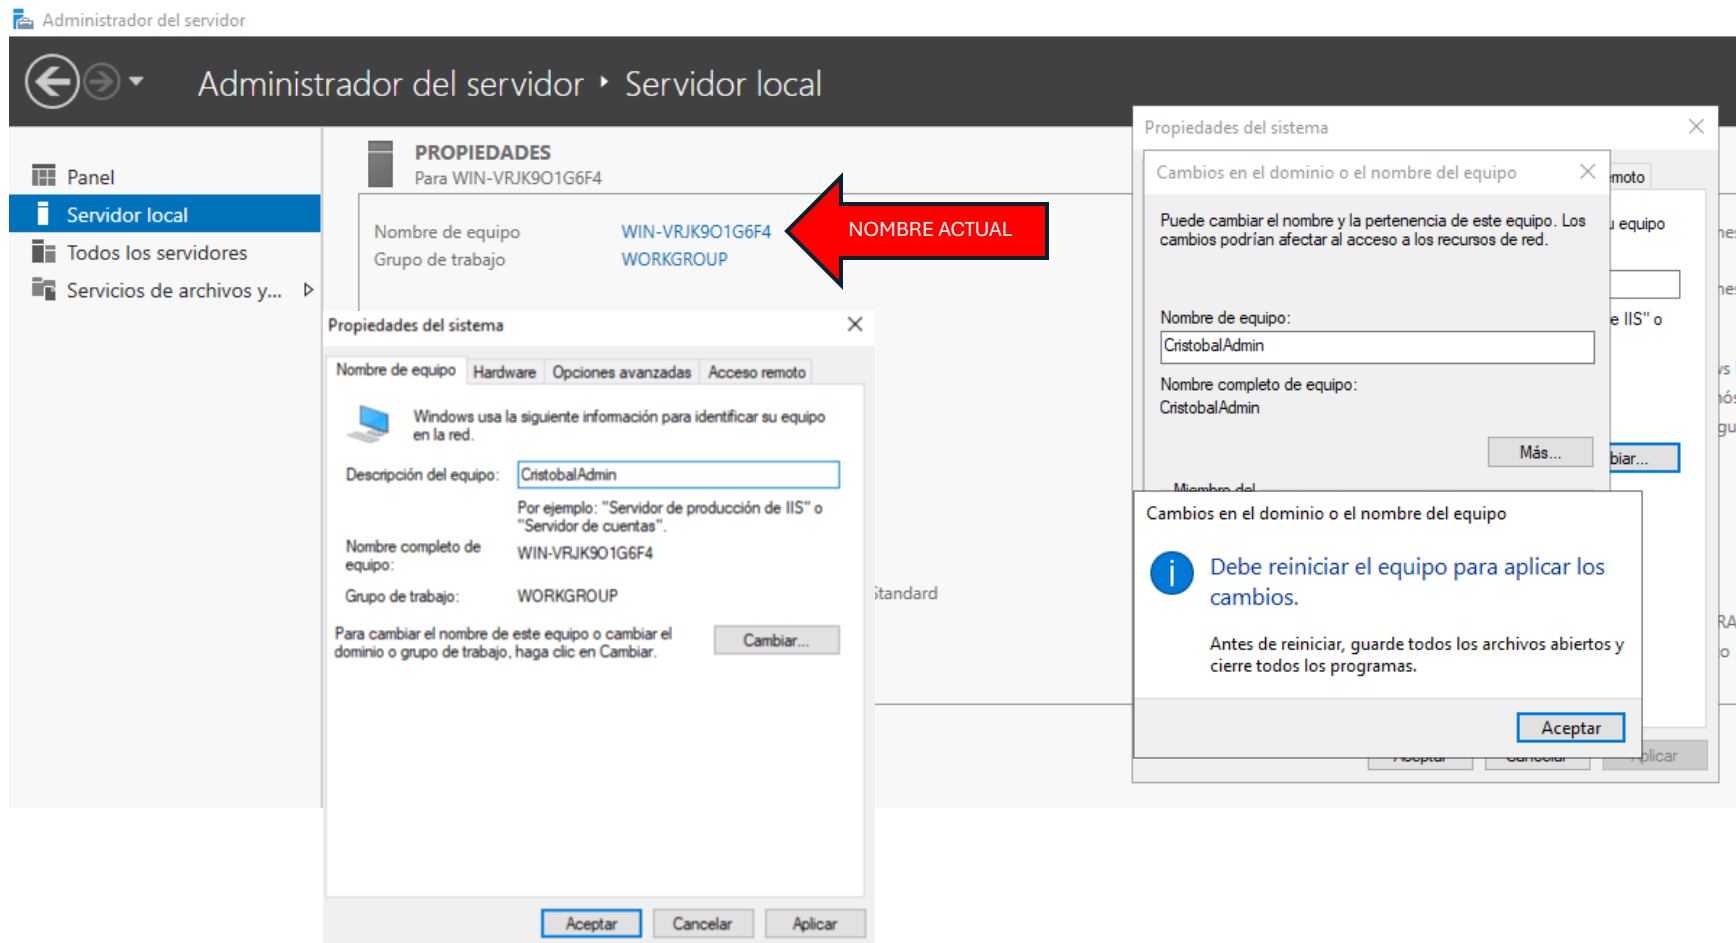 Administrador del servidor
Administrador del servidor ‣ Servidor local
Panel
Servidor local
Todos los servidores
Servicios de archivos y...
PROPIEDADES
Para WIN-VRJK9O1G6F4
Nombre de equipo WIN-VRJK9O1G6F4
Grupo de trabajo WORKGROUP
NOMBRE ACTUAL
Propiedades del sistema
Nombre de equipo Hardware Opciones avanzadas Acceso remoto
Windows usa la siguiente información para identificar su equipo
en la red.
Descripción del equipo: CristobalAdmin
Por ejemplo: "Servidor de producción de IIS" o
"Servidor de cuentas".
Nombre completo de
equipo: WIN-VRJK9O1G6F4
Grupo de trabajo: WORKGROUP
Para cambiar el nombre de este equipo o cambiar el
dominio o grupo de trabajo, haga clic en Cambiar.
Cambiar...
Aceptar Cancelar Aplicar
Standard
Propiedades del sistema
Cambios en el dominio o el nombre del equipo
Puede cambiar el nombre y la pertenencia de este equipo. Los
cambios podrían afectar al acceso a los recursos de red.
Nombre de equipo:
CristobalAdmin
Nombre completo de equipo:
CristobalAdmin
Más...
Miembro del
moto
equipo
e IIS" o
biar...
Cambios en el dominio o el nombre del equipo
Debe reiniciar el equipo para aplicar los
cambios.
Antes de reiniciar, guarde todos los archivos abiertos y
cierre todos los programas.
Aceptar
plicar